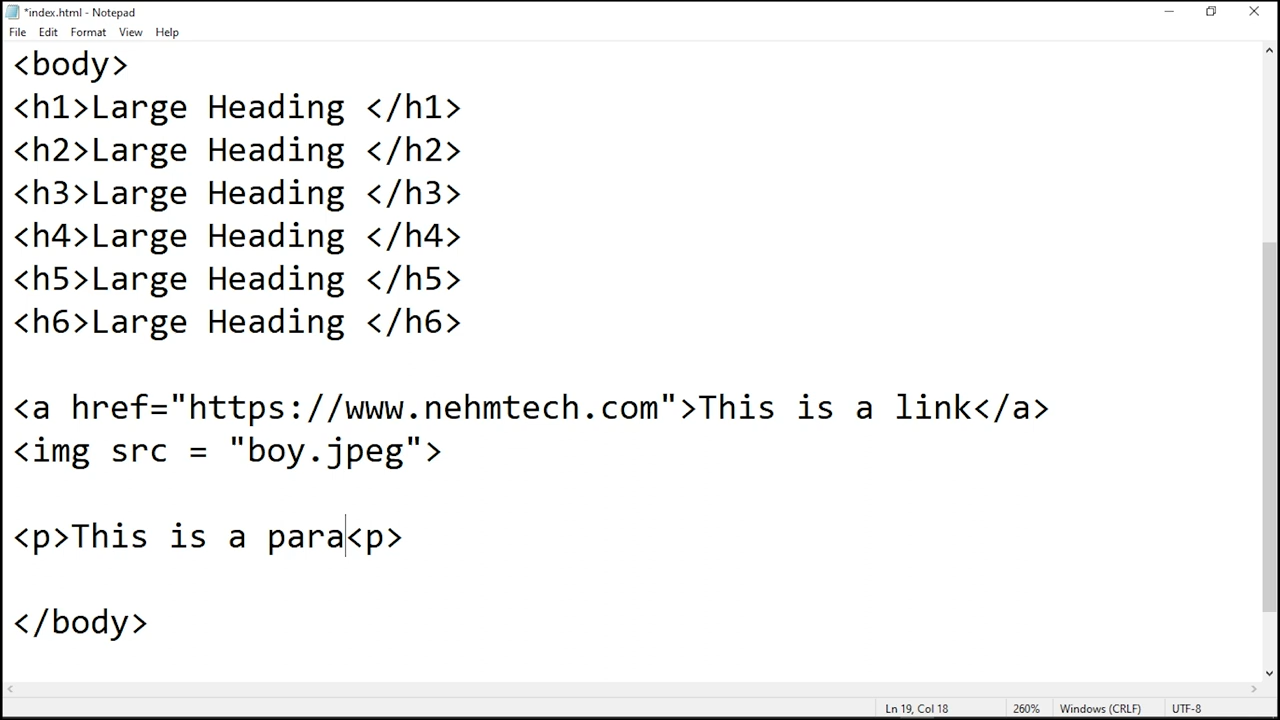 *index.html - Notepad
File Edit Format View Help
<body>
<h1>Large Heading </h1>
<h2>Large Heading </h2>
<h3>Large Heading </h3>
<h4>Large Heading </h4>
<h5>Large Heading </h5>
<h6>Large Heading </h6>
<a href="https://www.nehmtech.com">This is a link</a>
<img src = "boy.jpeg">
<p>This is a para<p>
</body>
Ln 19, Col 18 260% Windows (CRLF) UTF-8